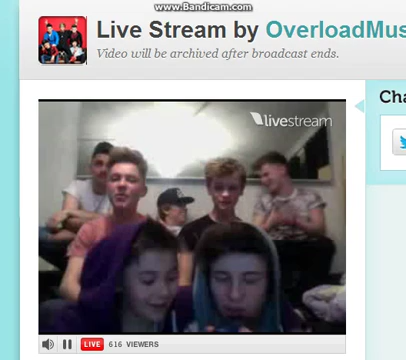 www.Bandicam.com
Live Stream by OverloadMus
Video will be archived after broadcast ends.
Cha
livestream
LIVE 616 VIEWERS